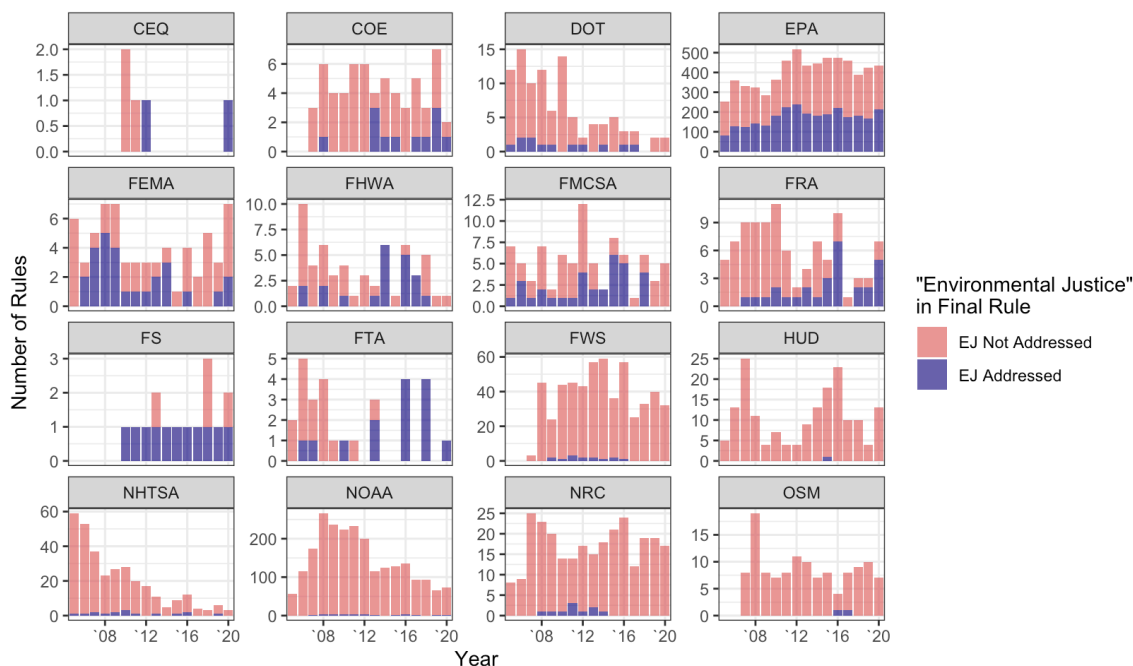 CEQ COE DOT EPA
2.0 1.5 1.0 0.5 0.0
6 4 2 0
15 10 5 0
500 400 300 200 100 0
FEMA FHWA FMCSA FRA
6 4 2 0
10.0 7.5 5.0 2.5 0.0
12.5 10.0 7.5 5.0 2.5 0.0
9 6 3 0
FS FTA FWS HUD
3 2 1 0
5 4 3 2 1 0
60 40 20 0
25 20 15 10 5 0
NHTSA NOAA NRC OSM
60 40 20 0
200 100 0
25 20 15 10 5 0
15 10 5 0
`08 `12 `16 `20 `08 `12 `16 `20 `08 `12 `16 `20 `08 `12 `16 `20
Year
Number of Rules
"Environmental Justice"
in Final Rule
EJ Not Addressed
EJ Addressed